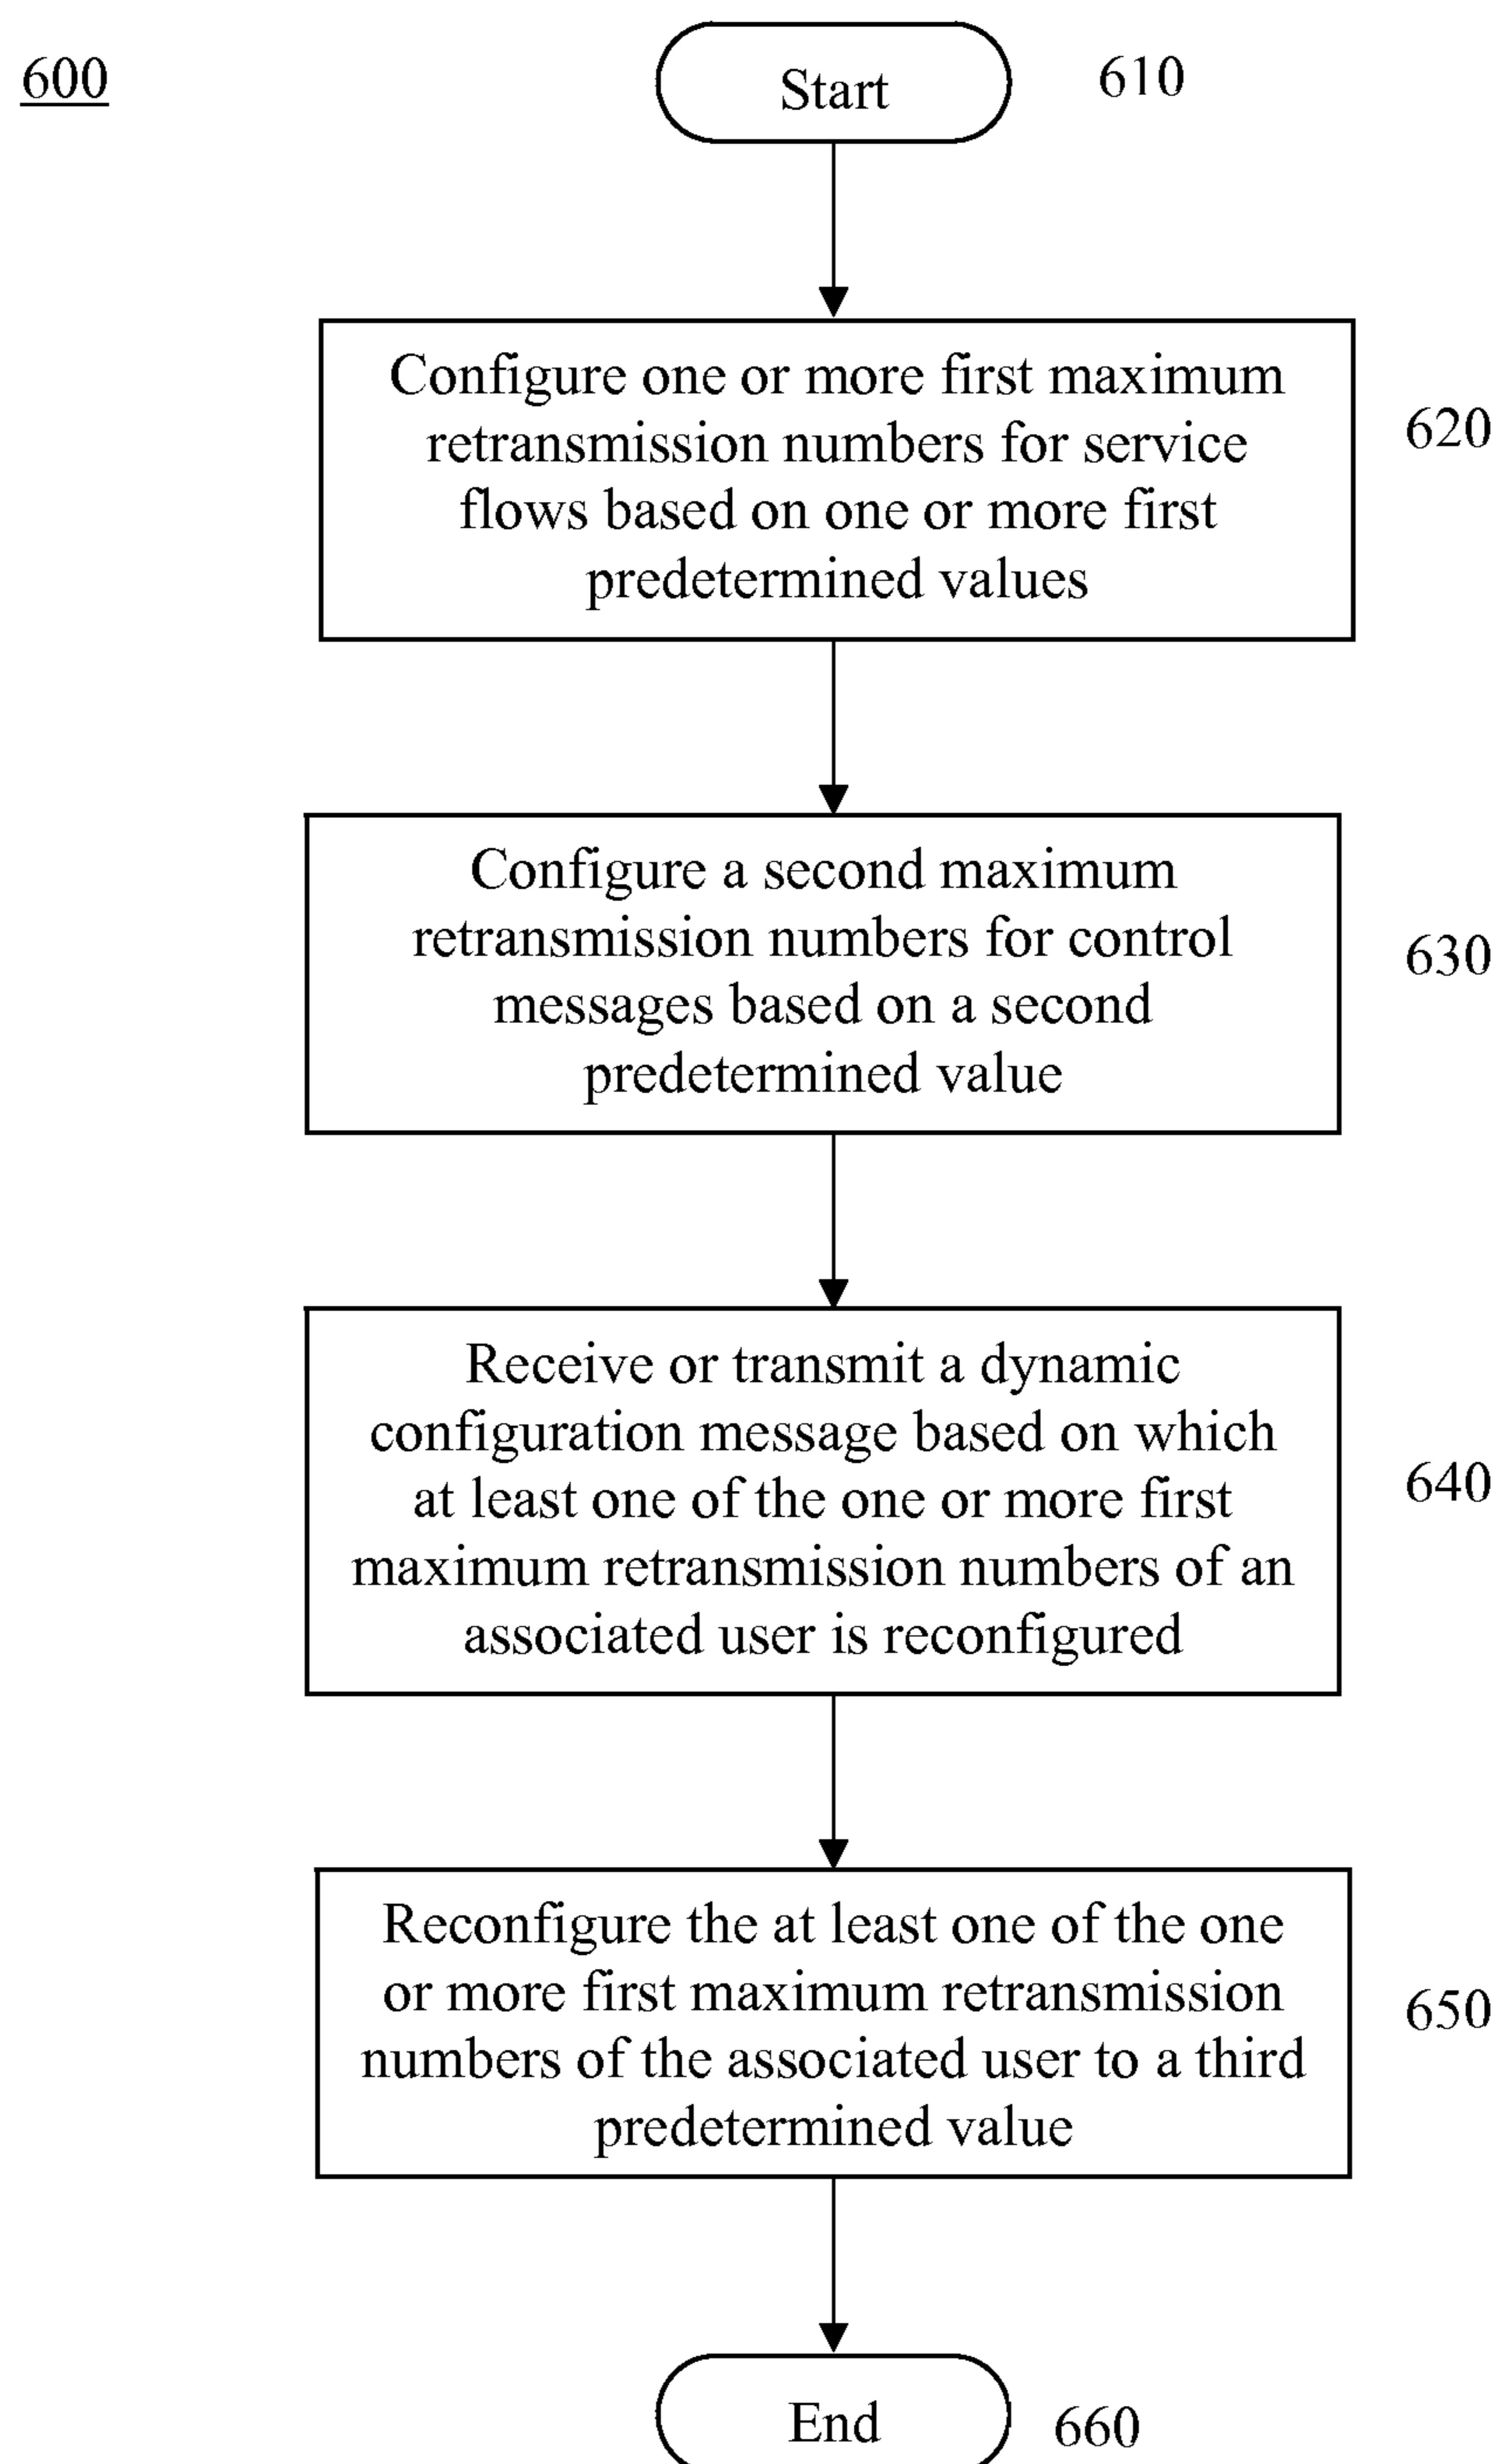 600
Start
610
Configure one or more first maximum
retransmission numbers for service
flows based on one or more first
predetermined values
620
Configure a second maximum
retransmission numbers for control
messages based on a second
predetermined value
630
Receive or transmit a dynamic
configuration message based on which
at least one of the one or more first
maximum retransmission numbers of an
associated user is reconfigured
640
Reconfigure the at least one of the one
or more first maximum retransmission
numbers of the associated user to a third
predetermined value
650
End
660